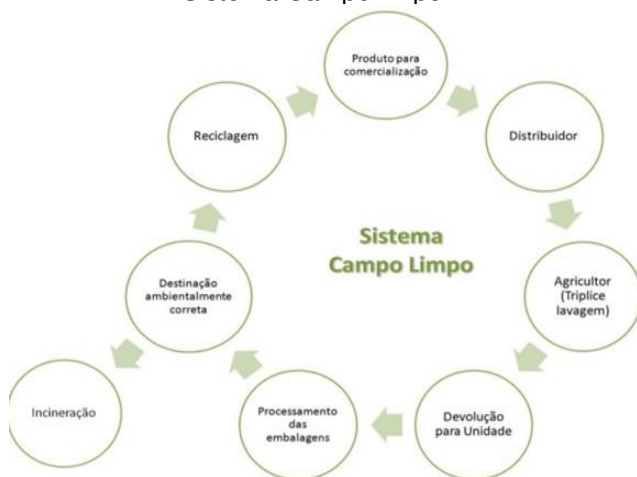 Produto para
comercialização
Distribuidor
Agricultor
(Triplice
lavagem)
Devolução
para Unidade
Processamento
das
embalagens
Destinação
ambientalmente
correta
Incineração
Reciclagem
Sistema
Campo Limpo